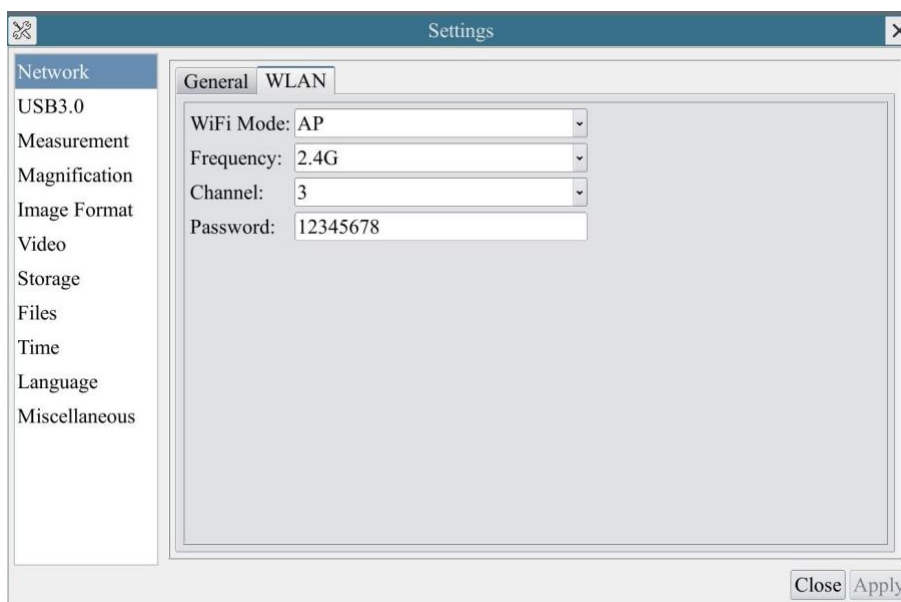 Settings
Network
USB3.0
Measurement
Magnification
Image Format
Video
Storage
Files
Time
Language
Miscellaneous
General WLAN
WiFi Mode: AP
Frequency: 2.4G
Channel: 3
Password: 12345678
Close Apply